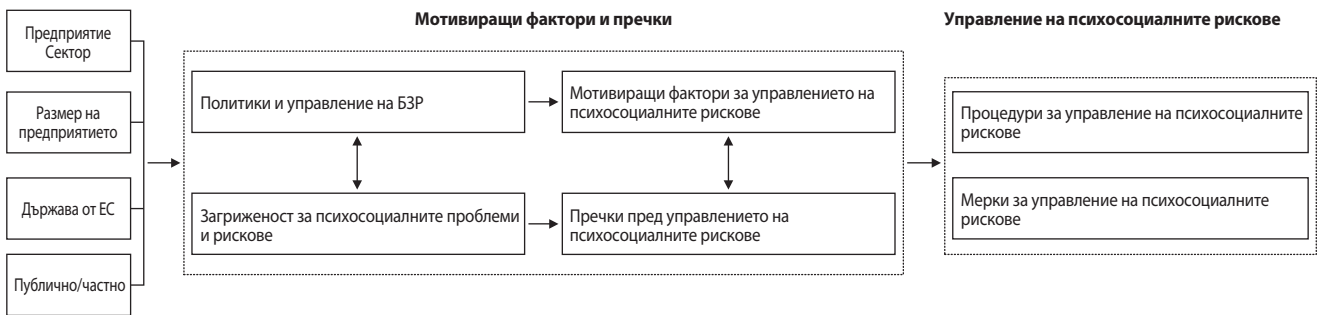 Мотивиращи фактори и пречки
Управление на психосоциалните рискове
Предприятие
Сектор
Размер на
предприятието
Държава от ЕС
Публично/частно
Политики и управление на БЗР
Мотивиращи фактори за управлението на
психосоциалните рискове
Загриженост за психосоциалните проблеми
и рискове
Пречки пред управлението на
психосоциалните рискове
Процедури за управление на психосоциалните
рискове
Мерки за управление на психосоциалните
рискове